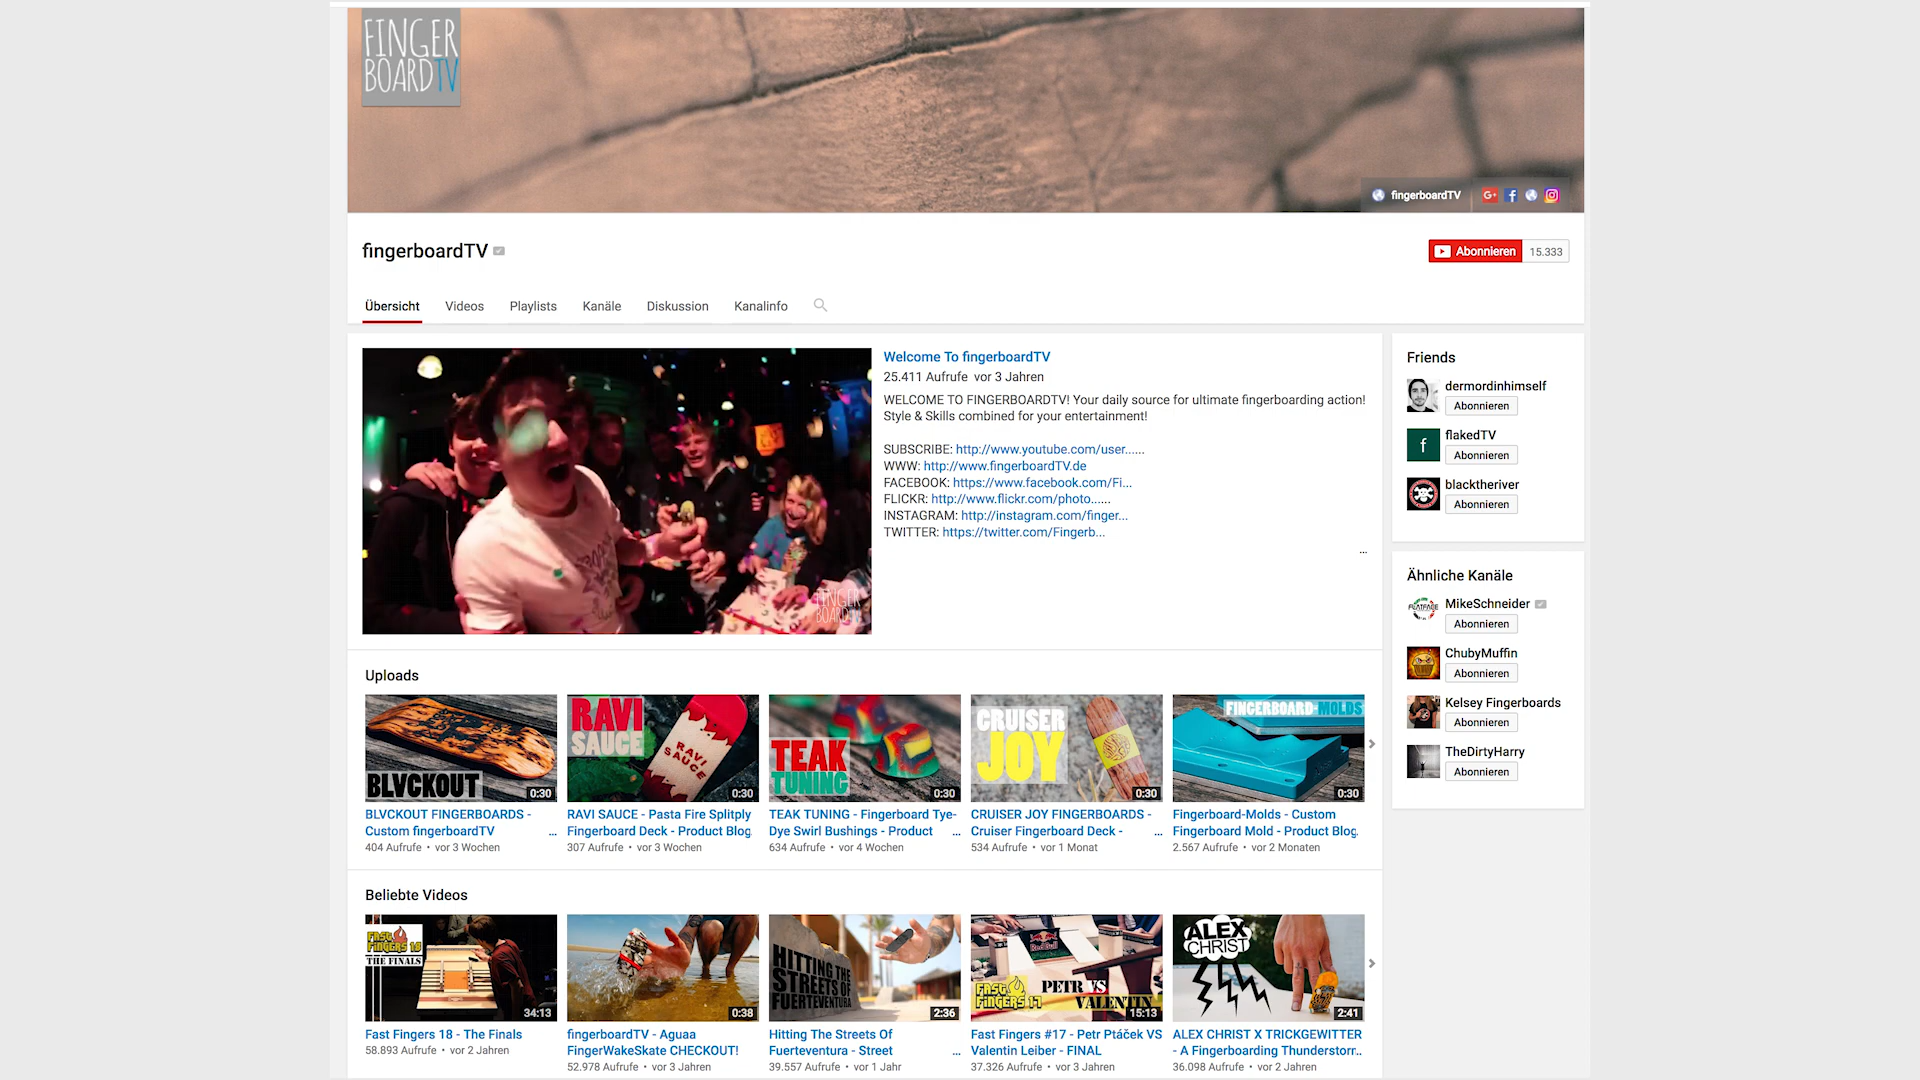 FINGER
BOARDTV
fingerboardTV
fingerboardTV
Abonnieren 15.333
Übersicht Videos Playlists Kanäle Diskussion Kanalinfo
Welcome To fingerboardTV
25.411 Aufrufe vor 3 Jahren
WELCOME TO FINGERBOARDTV! Your daily source for ultimate fingerboarding action!
Style & Skills combined for your entertainment!
SUBSCRIBE: http://www.youtube.com/user......
WWW: http://www.fingerboardTV.de
FACEBOOK: https://www.facebook.com/Fi...
FLICKR: http://www.flickr.com/photo......
INSTAGRAM: http://instagram.com/finger...
TWITTER: https://twitter.com/Fingerb...
...
FINGER
BOARDTV
Friends
dermordinhimself
Abonnieren
f
flakedTV
Abonnieren
blacktheriver
Abonnieren
Ähnliche Kanäle
FLATFACE
MikeSchneider
Abonnieren
ChubyMuffin
Abonnieren
Kelsey Fingerboards
Abonnieren
TheDirtyHarry
Abonnieren
Uploads
BLVCKOUT
0:30
BLVCKOUT FINGERBOARDS -
Custom fingerboardTV ...
404 Aufrufe • vor 3 Wochen
RAVI
SAUCE
RAVI
SAUCE
0:30
RAVI SAUCE - Pasta Fire Splitply
Fingerboard Deck - Product Blog
307 Aufrufe • vor 3 Wochen
TEAK
TUNING
0:30
TEAK TUNING - Fingerboard Tye-
Dye Swirl Bushings - Product ...
634 Aufrufe • vor 4 Wochen
CRUISER
JOY
0:30
CRUISER JOY FINGERBOARDS -
Cruiser Fingerboard Deck - ...
534 Aufrufe • vor 1 Monat
FINGERBOARD-MOLDS
0:30
Fingerboard-Molds - Custom
Fingerboard Mold - Product Blog
2.567 Aufrufe • vor 2 Monaten
Beliebte Videos
FAST
FINGERS 18
THE FINALS
34:13
Fast Fingers 18 - The Finals
58.893 Aufrufe • vor 2 Jahren
0:38
fingerboardTV - Aguaa
FingerWakeSkate CHECKOUT!
52.978 Aufrufe • vor 3 Jahren
HITTING THE
STREETS OF
FUERTEVENTURA
2:36
Hitting The Streets Of
Fuerteventura - Street ...
39.557 Aufrufe • vor 1 Jahr
Red Bull
FAST
FINGERS 17
PETR VS
VALENTIN
15:13
Fast Fingers #17 - Petr Ptáček VS
Valentin Leiber - FINAL
37.326 Aufrufe • vor 3 Jahren
ALEX
CHRIST
2:41
ALEX CHRIST X TRICKGEWITTER
- A Fingerboarding Thunderstorr..
36.098 Aufrufe • vor 2 Jahren